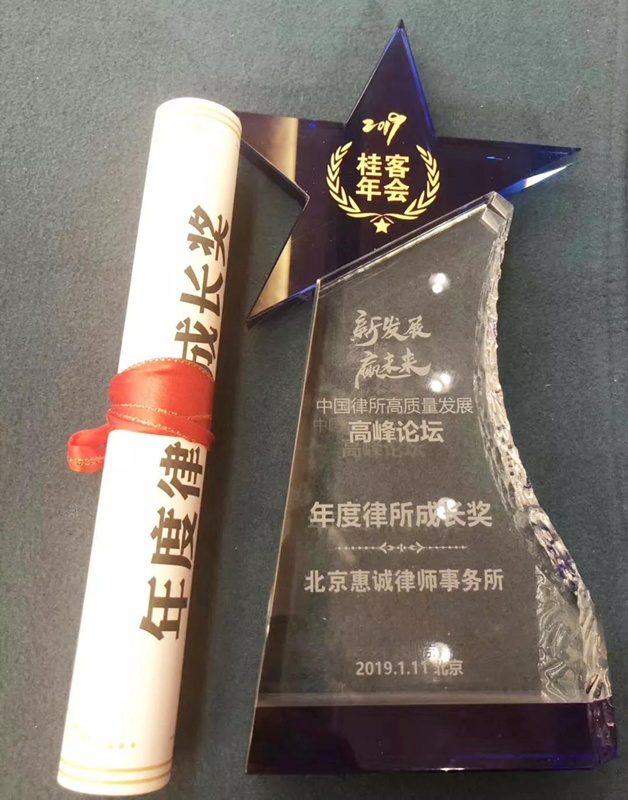 年度律
成长奖
2019
桂客
年会
新发展
赢未来
中国律所高质量发展
高峰论坛
年度律所成长奖
北京惠诚律师事务所
2019.1.11 北京